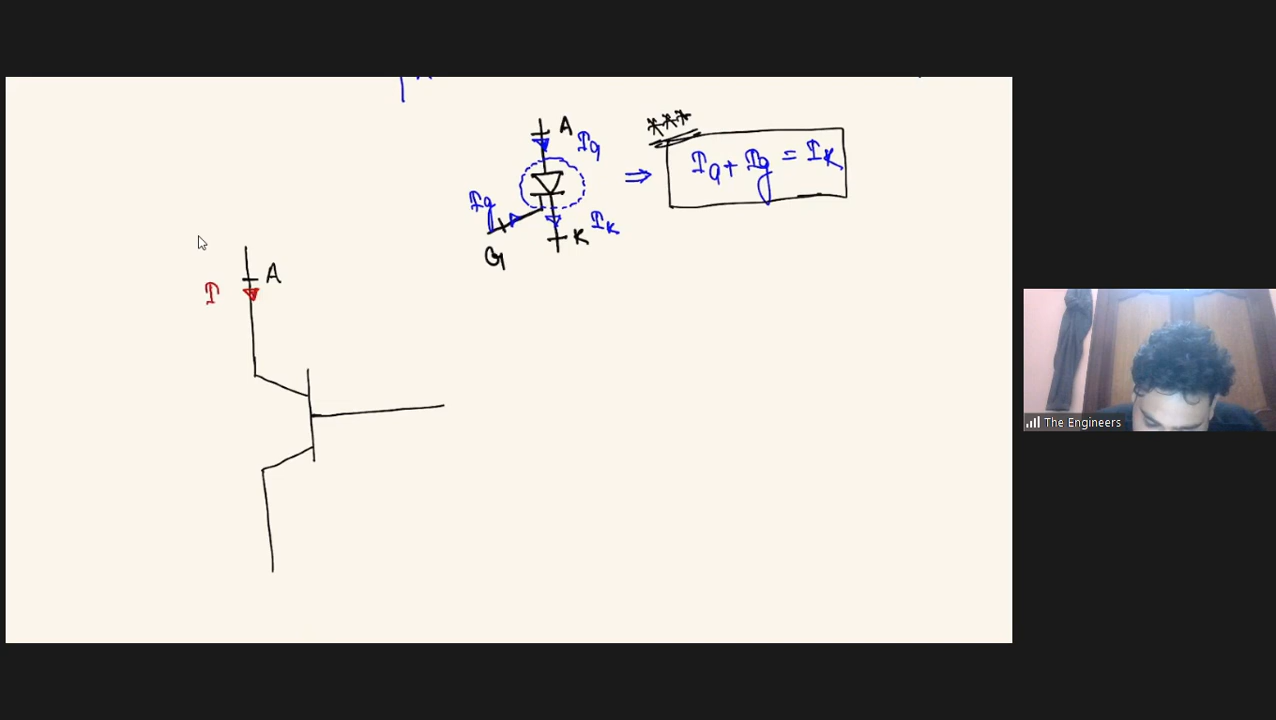 ***
A
Ia
Ia + Ig = Ik
Ig
Ik
K
G
A
I
The Engineers